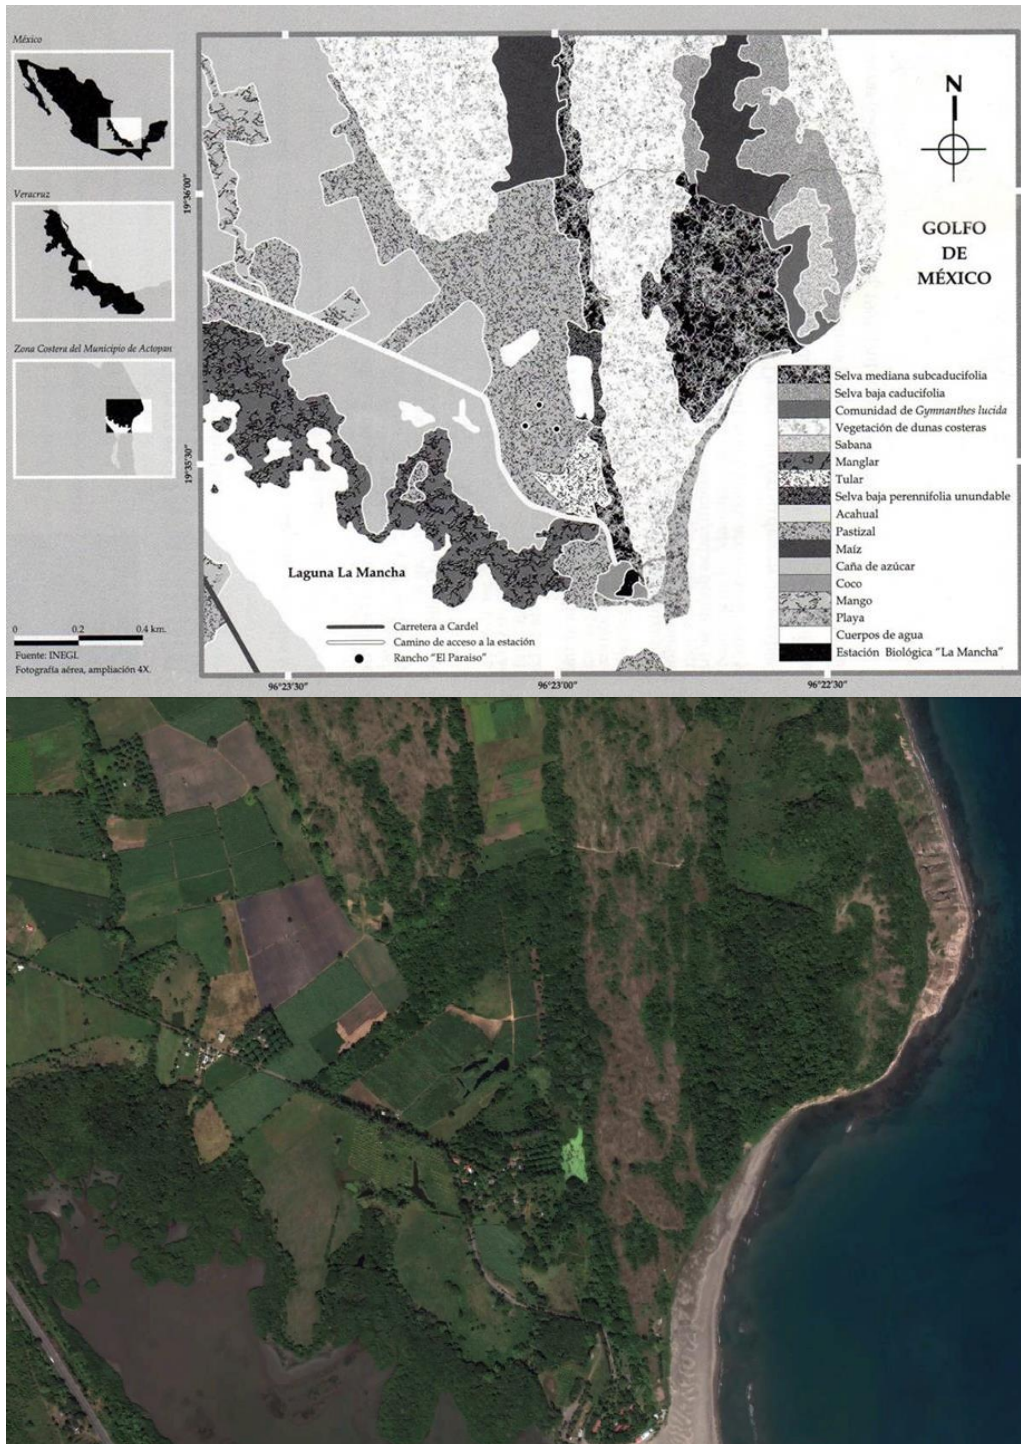 México
Veracruz
Zona Costera del Municipio de Actopan
19°36'00"
19°35'30"
N
GOLFO
DE
MÉXICO
Selva mediana subcaducifolia
Selva baja caducifolia
Comunidad de Gymnanthes lucida
Vegetación de dunas costeras
Sabana
Manglar
Tular
Selva baja perennifolia unundable
Acahual
Pastizal
Maíz
Caña de azúcar
Coco
Mango
Playa
Cuerpos de agua
Estación Biológica "La Mancha"
Laguna La Mancha
Carretera a Cardel
Camino de acceso a la estación
Rancho "El Paraiso"
0 0.2 0.4 km.
Fuente: INEGI.
Fotografía aérea, ampliación 4X.
96°23'30" 96°23'00" 96°22'30"